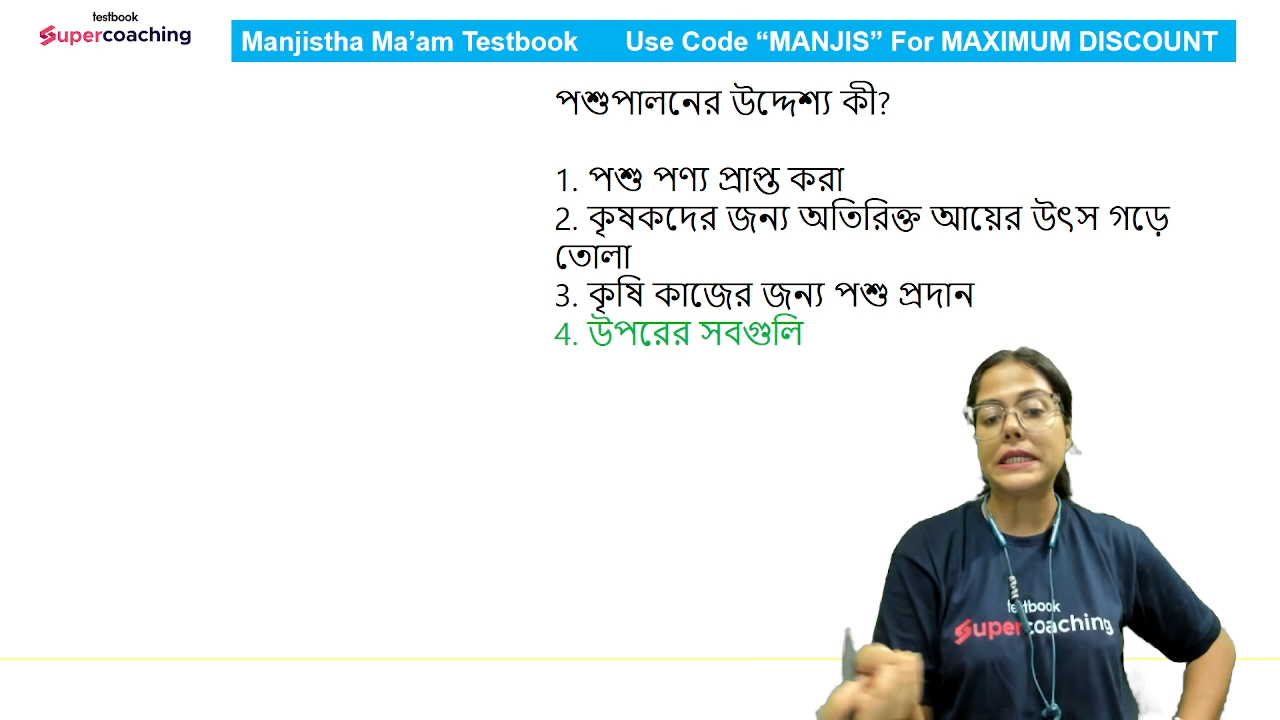 testbook
Supercoaching
Manjistha Ma’am Testbook Use Code “MANJIS” For MAXIMUM DISCOUNT
পশুপালনের উদ্দেশ্য কী?
1. পশু পণ্য প্রাপ্ত করা
2. কৃষকদের জন্য অতিরিক্ত আয়ের উৎস গড়ে
তোলা
3. কৃষি কাজের জন্য পশু প্রদান
4. উপরের সবগুলি
testbook
Supercoaching